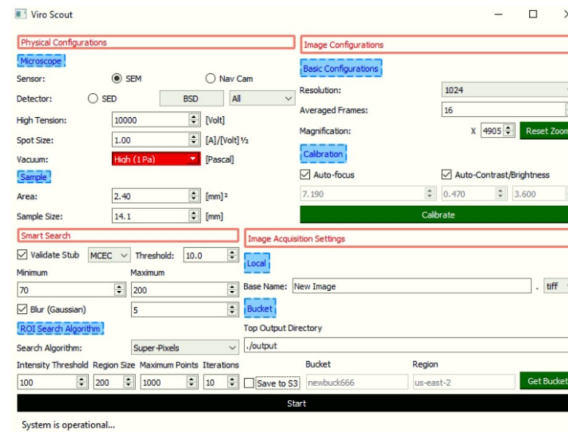 Viro Scout
Physical Configurations
Microscope
Sensor: SEM Nav Cam
Detector: SED BSD All
High Tension: 10000 [Volt]
Spot Size: 1.00 [A]/[Volt]½
Vacuum: High (1 Pa) [Pascal]
Sample
Area: 2.40 [mm]²
Sample Size: 14.1 [mm]
Image Configurations
Basic Configurations
Resolution: 1024
Averaged Frames: 16
Magnification: X 4905 Reset Zoom
Calibration
Auto-focus Auto-Contrast/Brightness
7.190 0.470 3.600
Calibrate
Smart Search
Validate Stub MCEC Threshold: 10.0
Minimum Maximum
70 200
Blur (Gaussian) 5
ROI Search Algorithm
Search Algorithm: Super-Pixels
Intensity Threshold Region Size Maximum Points Iterations
100 200 1000 10
Image Acquisition Settings
Local
Base Name: New Image . tiff
Bucket
Top Output Directory
./output
Bucket Region
Save to S3 newbuck666 us-east-2 Get Bucket
Start
System is operational...